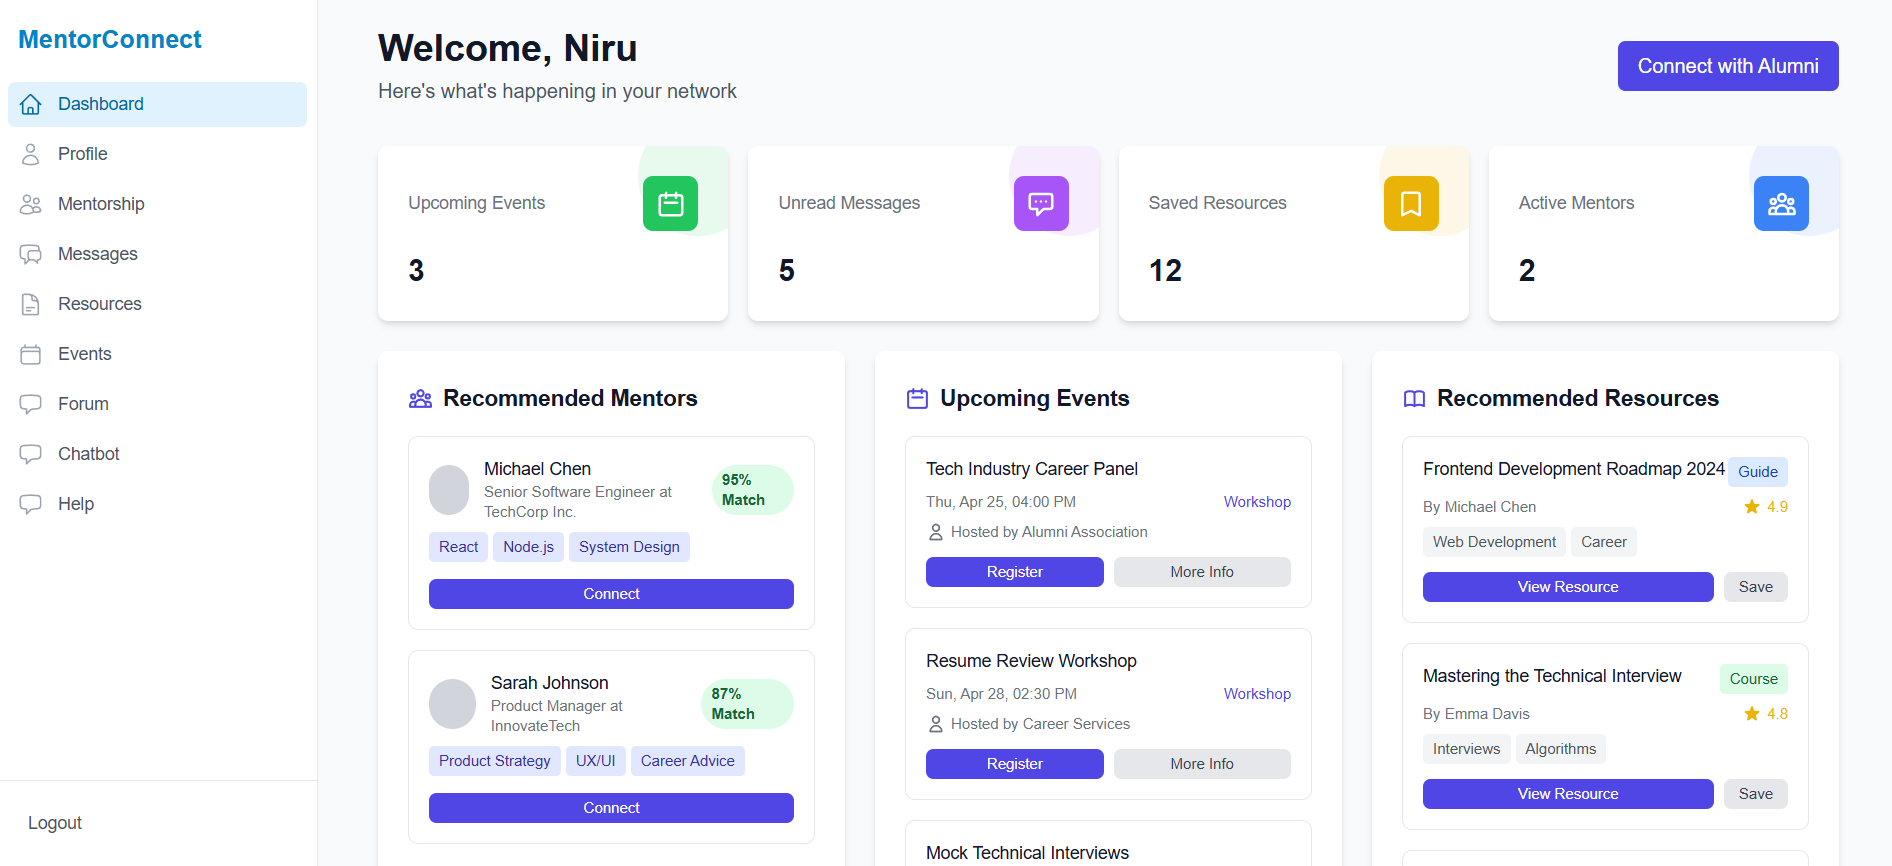 MentorConnect
Dashboard
Profile
Mentorship
Messages
Resources
Events
Forum
Chatbot
Help
Logout
Welcome, Niru
Here's what's happening in your network
Connect with Alumni
Upcoming Events
3
Unread Messages
5
Saved Resources
12
Active Mentors
2
Recommended Mentors
Michael Chen
Senior Software Engineer at
TechCorp Inc.
95%
Match
React Node.js System Design
Connect
Sarah Johnson
Product Manager at
InnovateTech
87%
Match
Product Strategy UX/UI Career Advice
Connect
Upcoming Events
Tech Industry Career Panel
Thu, Apr 25, 04:00 PM Workshop
Hosted by Alumni Association
Register More Info
Resume Review Workshop
Sun, Apr 28, 02:30 PM Workshop
Hosted by Career Services
Register More Info
Mock Technical Interviews
Recommended Resources
Frontend Development Roadmap 2024 Guide
By Michael Chen 4.9
Web Development Career
View Resource Save
Mastering the Technical Interview Course
By Emma Davis 4.8
Interviews Algorithms
View Resource Save